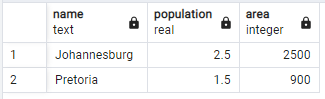 name population area
text real integer
1 Johannesburg 2.5 2500
2 Pretoria 1.5 900